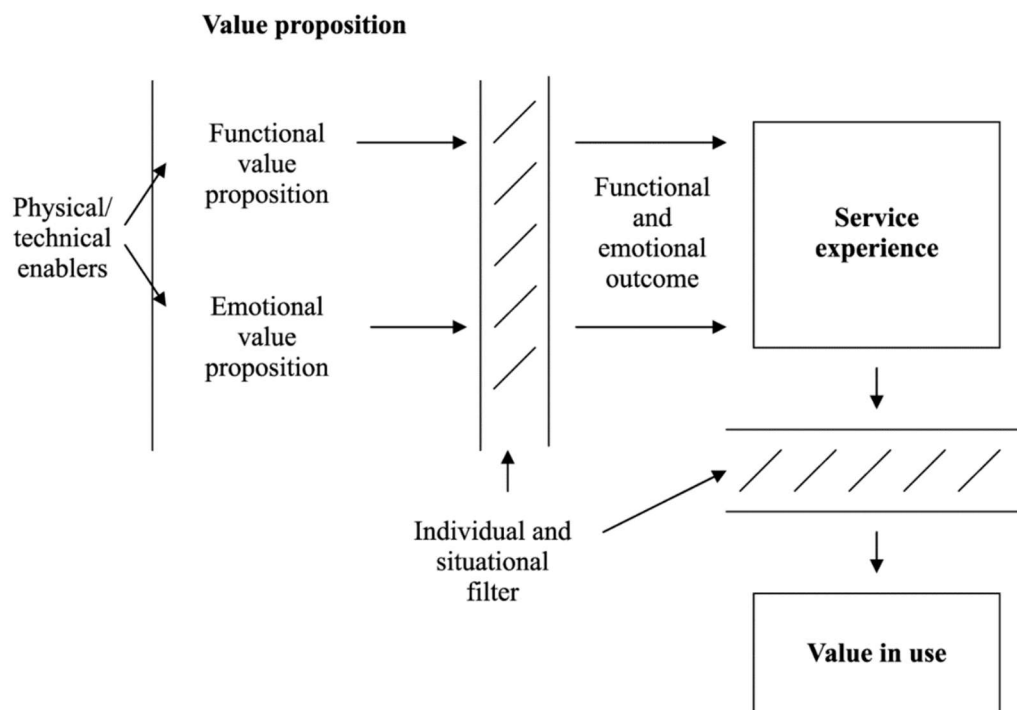 Value proposition
Functional
value
proposition
Physical/
technical
enablers
Emotional
value
proposition
Functional
and
emotional
outcome
Service
experience
Individual and
situational
filter
Value in use